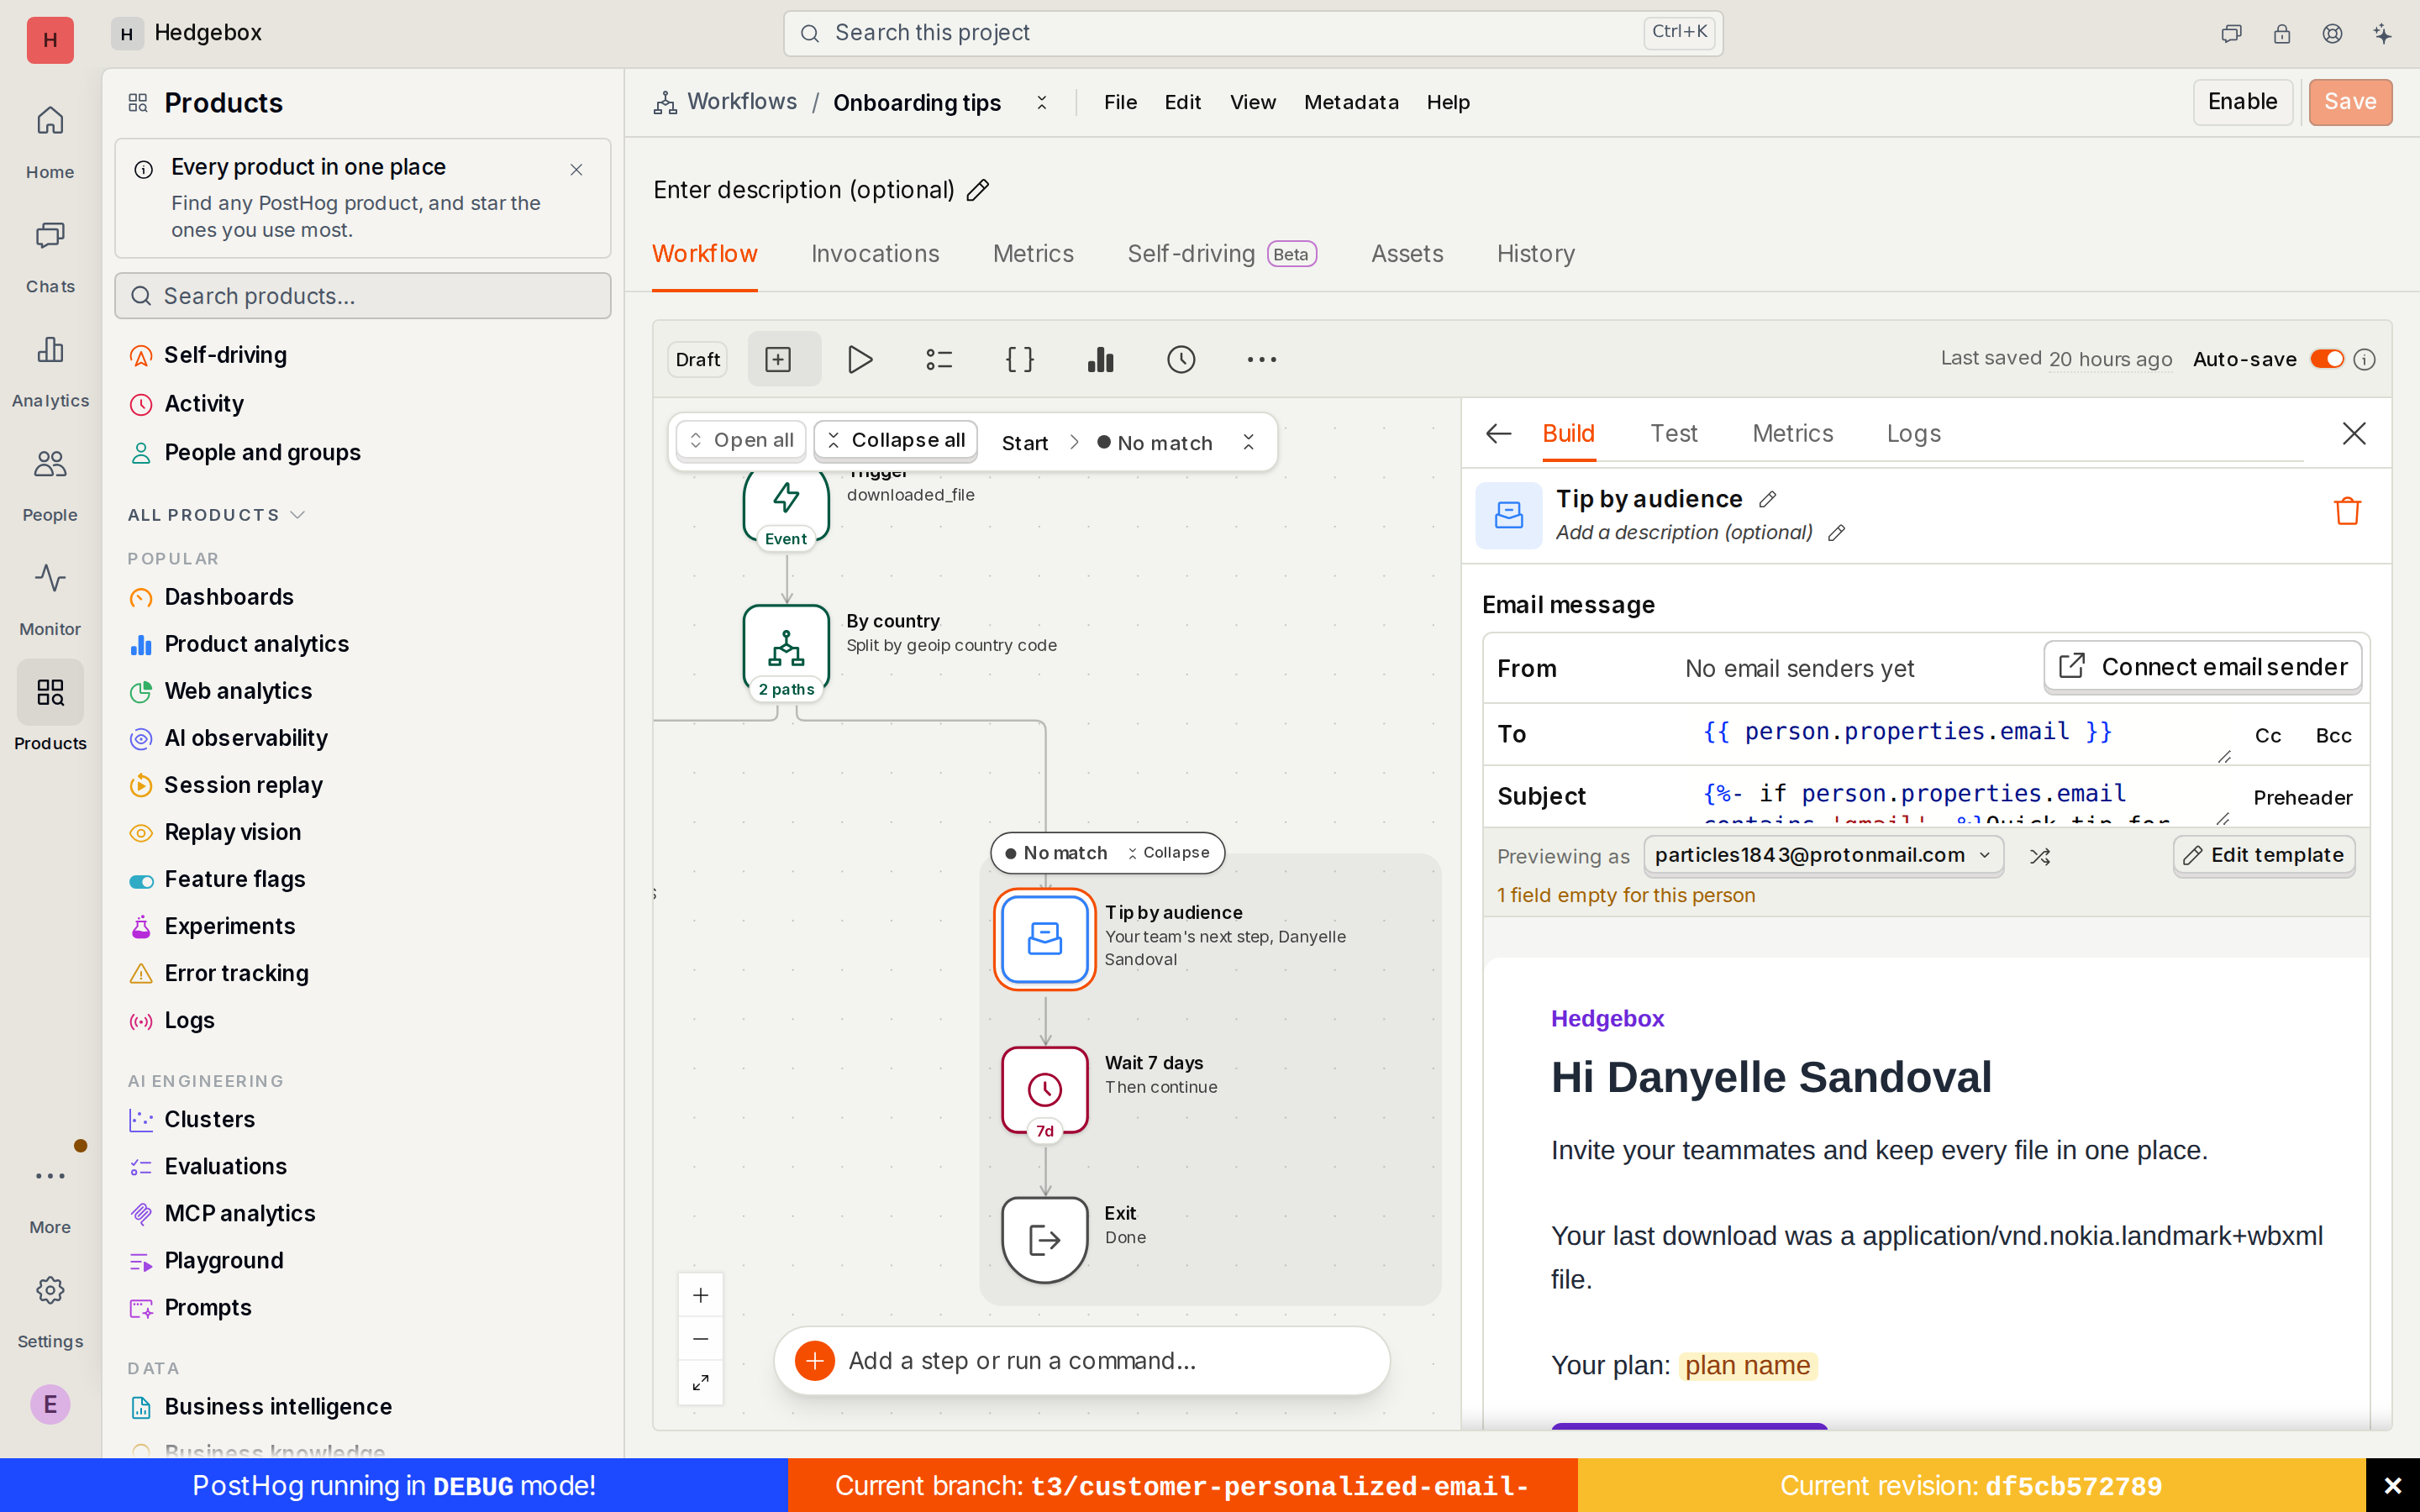 H
H Hedgebox
Search this project
Ctrl+K
Home
Chats
Analytics
People
Monitor
Products
More
Settings
E
Products
Every product in one place
Find any PostHog product, and star the
ones you use most.
Search products...
Self-driving
Activity
People and groups
ALL PRODUCTS
POPULAR
Dashboards
Product analytics
Web analytics
AI observability
Session replay
Replay vision
Feature flags
Experiments
Error tracking
Logs
AI ENGINEERING
Clusters
Evaluations
MCP analytics
Playground
Prompts
DATA
Business intelligence
Business knowledge
Workflows / Onboarding tips
File Edit View Metadata Help
Enable Save
Enter description (optional)
Workflow Invocations Metrics Self-driving Beta Assets History
Draft
Last saved 20 hours ago Auto-save
Open all Collapse all Start No match
Trigger
downloaded_file
Event
By country
Split by geoip country code
2 paths
No match Collapse
Tip by audience
Your team's next step, Danyelle
Sandoval
Wait 7 days
Then continue
7d
Exit
Done
Add a step or run a command...
Build Test Metrics Logs
Tip by audience
Add a description (optional)
Email message
From No email senders yet Connect email sender
To {{ person.properties.email }} Cc Bcc
Subject {%- if person.properties.email Preheader
contains 'gmail' -%}Quick tip for
Previewing as particles1843@protonmail.com Edit template
1 field empty for this person
Hedgebox
Hi Danyelle Sandoval
Invite your teammates and keep every file in one place.
Your last download was a application/vnd.nokia.landmark+wbxml
file.
Your plan: plan name
PostHog running in DEBUG mode!
Current branch: t3/customer-personalized-email-
Current revision: df5cb572789